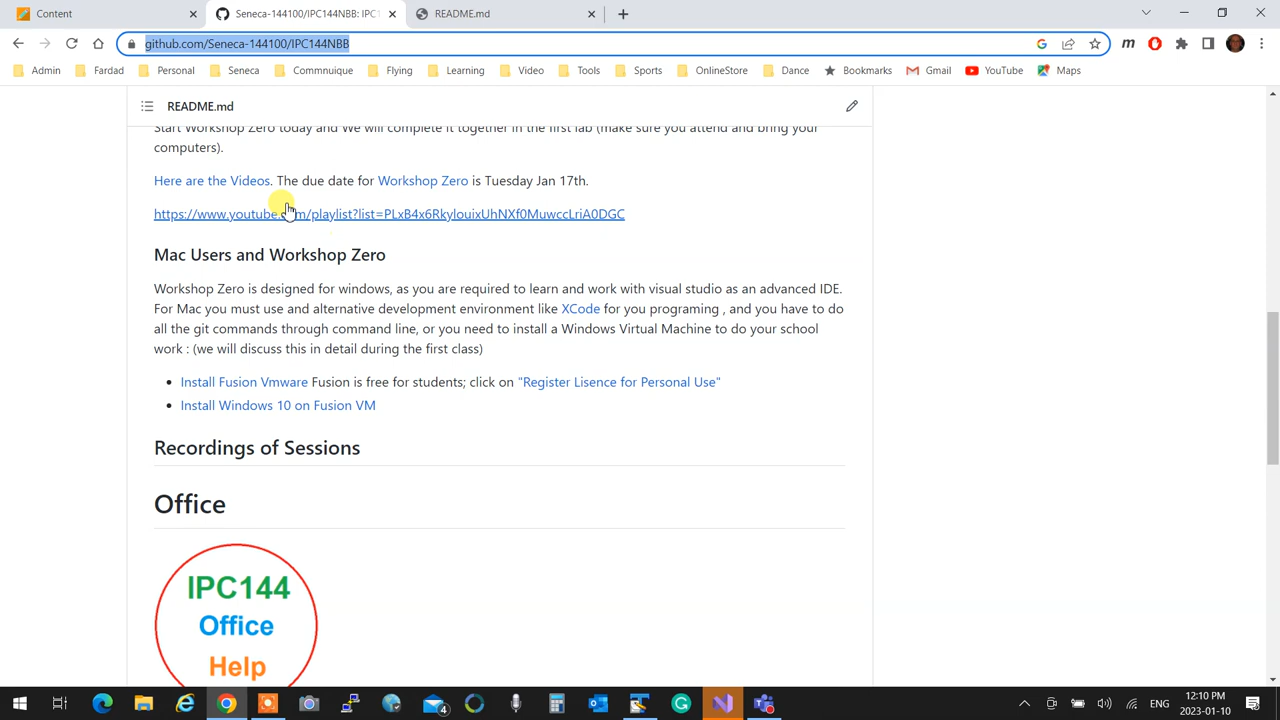 Content
Seneca-144100/IPC144NBB: IPC1
README.md
github.com/Seneca-144100/IPC144NBB
Admin
Fardad
Personal
Seneca
Commnuique
Flying
Learning
Video
Tools
Sports
OnlineStore
Dance
Bookmarks
Gmail
YouTube
Maps
README.md
Start Workshop Zero today and We will complete it together in the first lab (make sure you attend and bring your
computers).
Here are the Videos. The due date for Workshop Zero is Tuesday Jan 17th.
https://www.youtube.com/playlist?list=PLxB4x6RkylouixUhNXf0MuwccLriA0DGC
Mac Users and Workshop Zero
Workshop Zero is designed for windows, as you are required to learn and work with visual studio as an advanced IDE.
For Mac you must use and alternative development environment like XCode for you programing , and you have to do
all the git commands through command line, or you need to install a Windows Virtual Machine to do your school
work : (we will discuss this in detail during the first class)
Install Fusion Vmware Fusion is free for students; click on "Register Lisence for Personal Use"
Install Windows 10 on Fusion VM
Recordings of Sessions
Office
IPC144
Office
Help
4
ENG
12:10 PM
2023-01-10